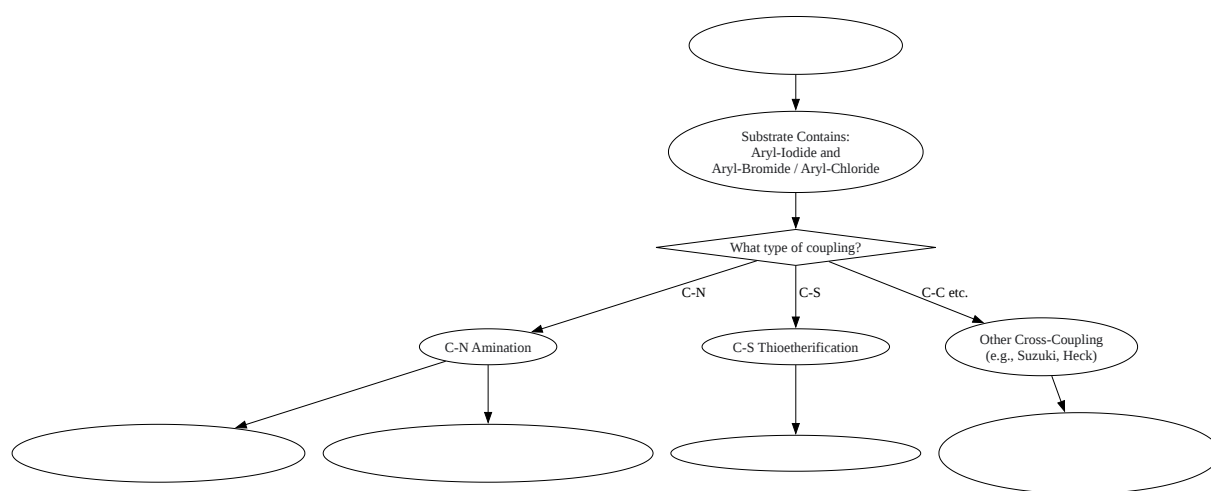 Substrate Contains:
Aryl-Iodide and
Aryl-Bromide / Aryl-Chloride
What type of coupling?
C-N
C-S
C-C etc.
C-N Amination
C-S Thioetherification
Other Cross-Coupling
(e.g., Suzuki, Heck)